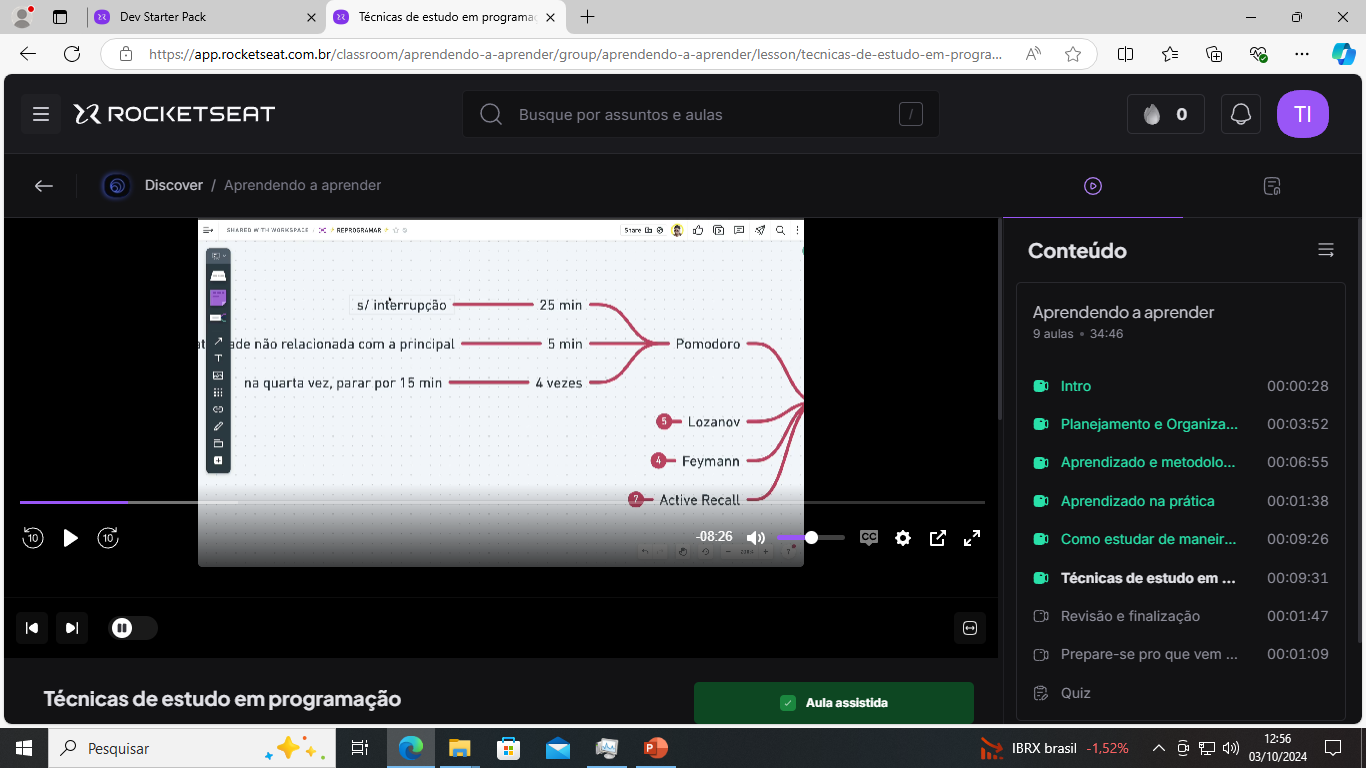 Dev Starter Pack
Técnicas de estudo em programaç
https://app.rocketseat.com.br/classroom/aprendendo-a-aprender/group/aprendendo-a-aprender/lesson/tecnicas-de-estudo-em-progra...
ROCKETSEAT
Busque por assuntos e aulas
/
0
TI
Discover / Aprendendo a aprender
SHARED WITH WORKSPACE
REPROGRAMAR
Share
s/ interrupção
25 min
ade não relacionada com a principal
5 min
Pomodoro
na quarta vez, parar por 15 min
4 vezes
5 Lozanov
4 Feymann
7 Active Recall
10
10
-08:26
CC
Técnicas de estudo em programação
Aula assistida
Conteúdo
Aprendendo a aprender
9 aulas • 34:46
Intro 00:00:28
Planejamento e Organiza... 00:03:52
Aprendizado e metodolo... 00:06:55
Aprendizado na prática 00:01:38
Como estudar de maneir... 00:09:26
Técnicas de estudo em ... 00:09:31
Revisão e finalização 00:01:47
Prepare-se pro que vem ... 00:01:09
Quiz
Pesquisar
IBRX brasil -1,52%
12:56
03/10/2024